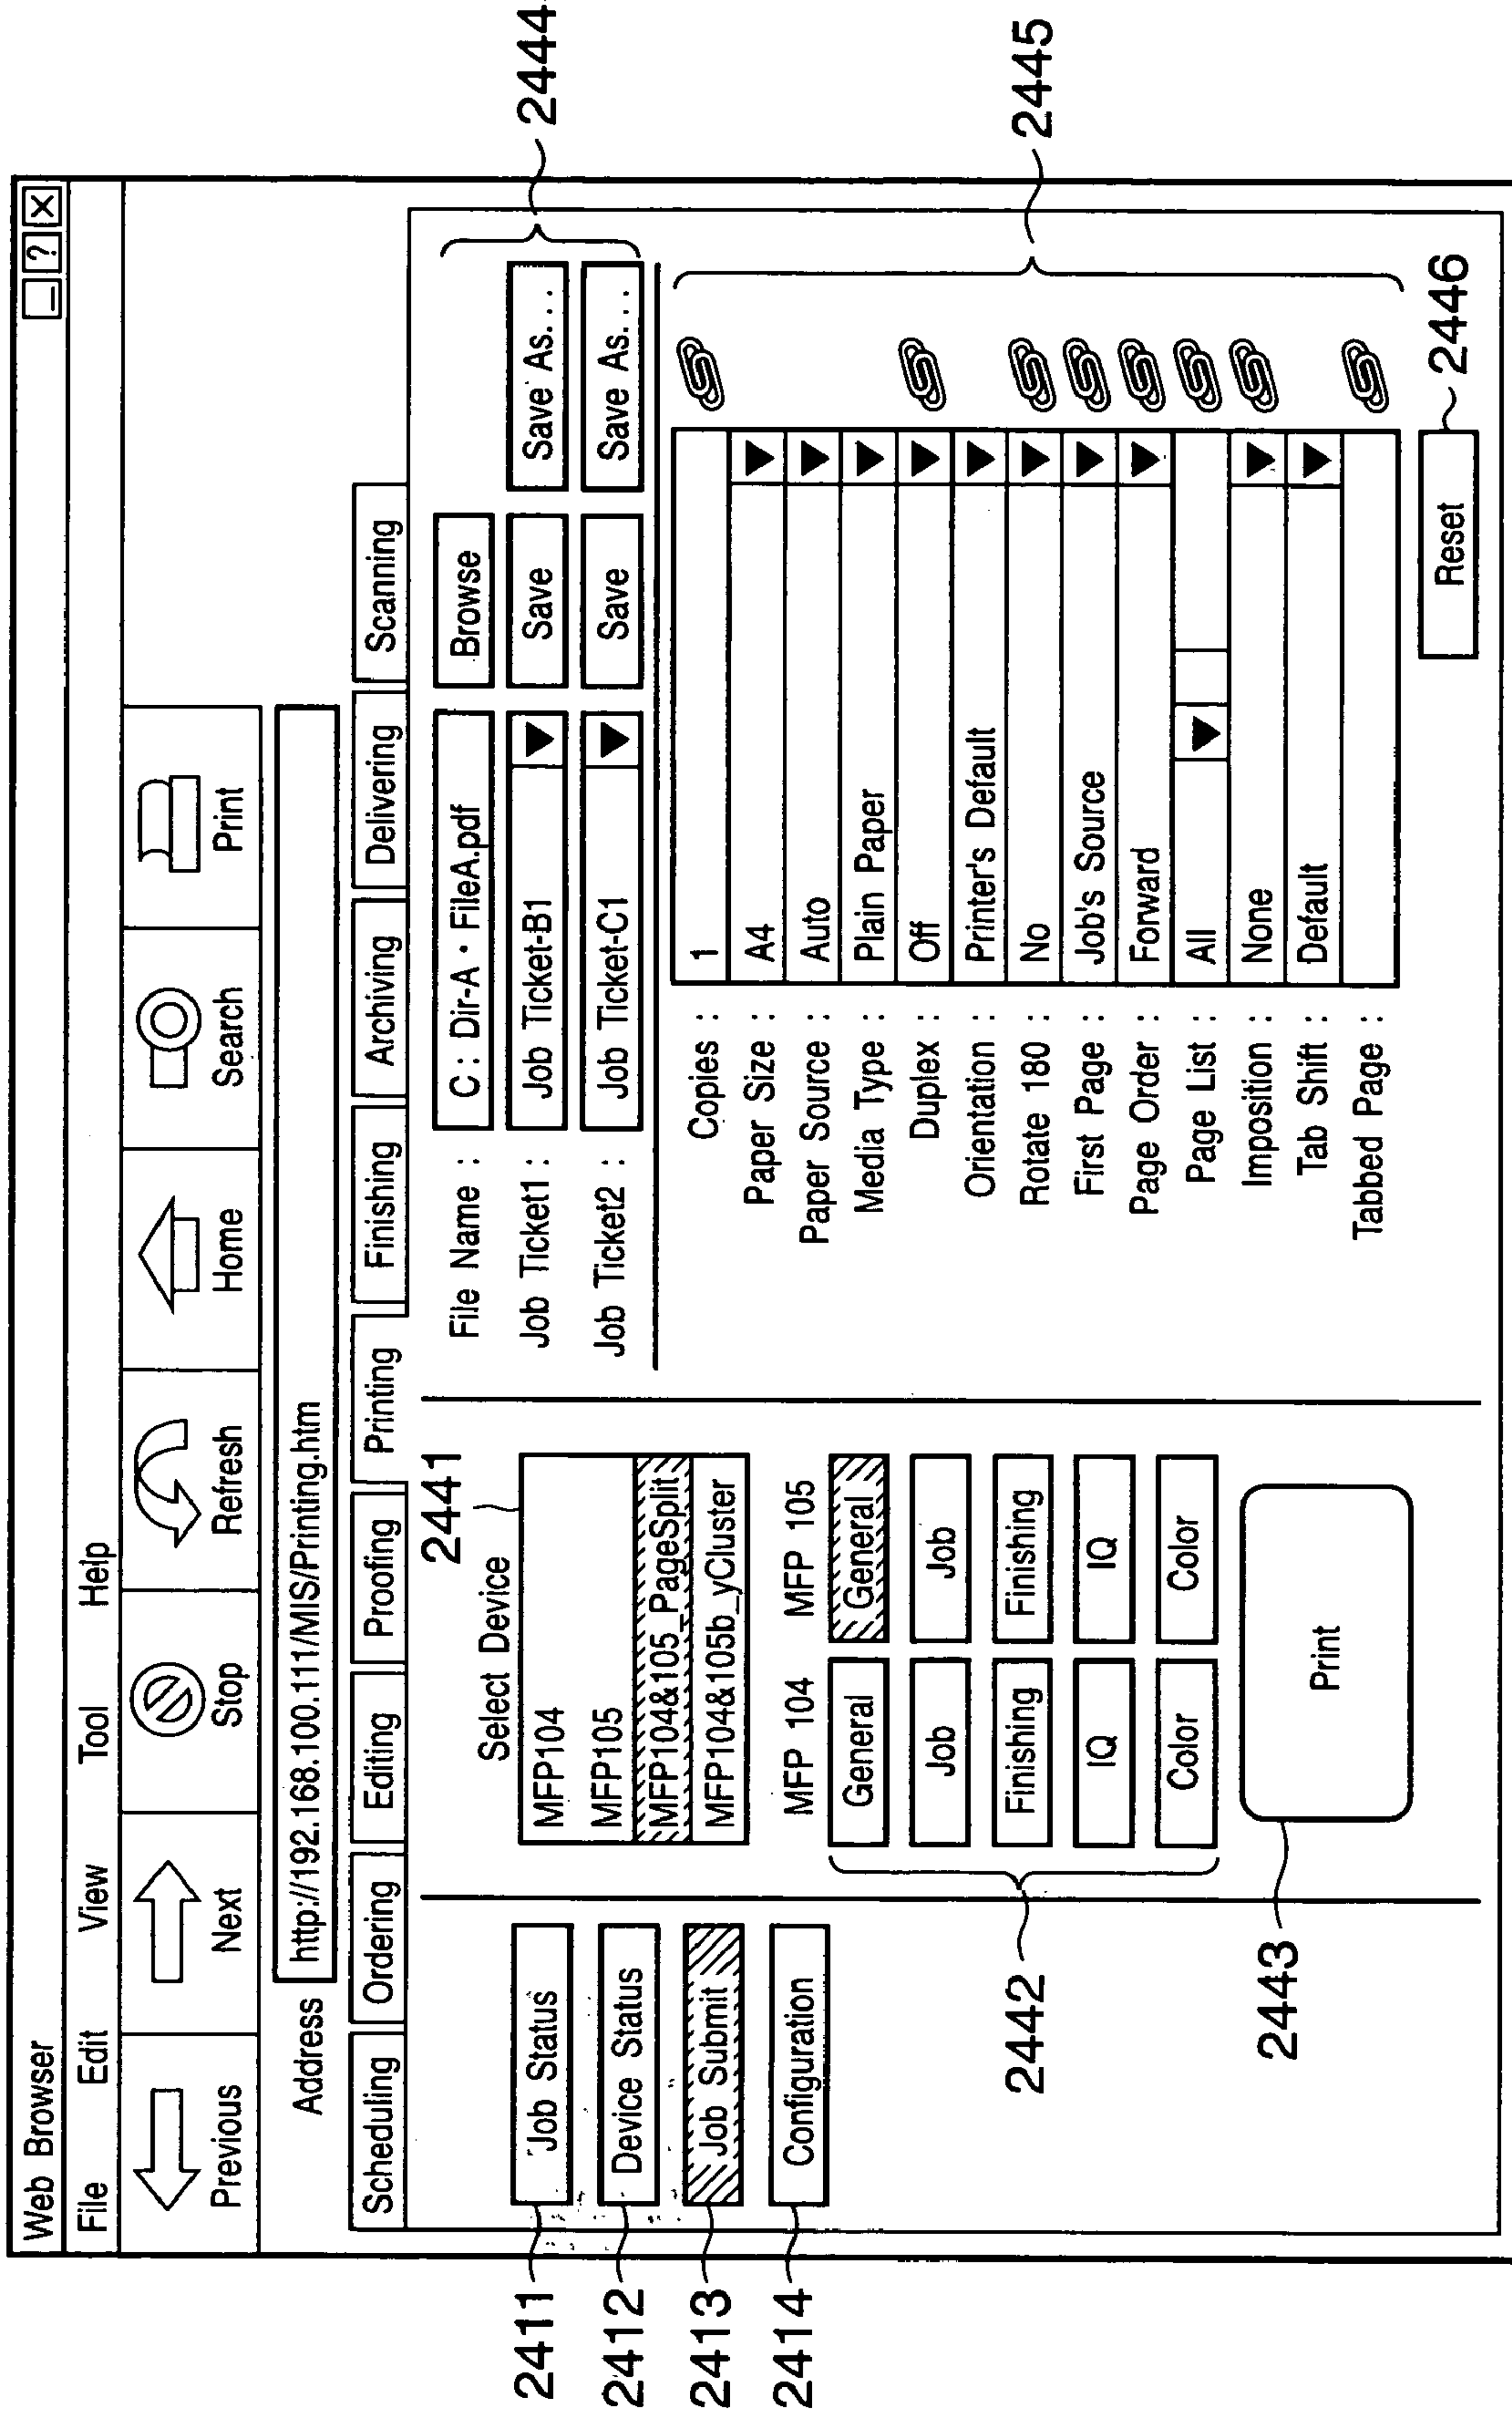 Web Browser _ ? X
File Edit View Tool Help
Previous Next Stop Refresh Home Search Print
Address http://192.168.100.111/MIS/Printing.htm
Scheduling Ordering Editing Proofing Printing Finishing Archiving Delivering Scanning
2411 Job Status
2412 Device Status
2413 Job Submit
2414 Configuration
2441
Select Device
MFP104
MFP105
MFP104&105_PageSplit
MFP104&105b_yCluster
MFP 104 MFP 105
General General
Job Job
Finishing Finishing
IQ IQ
Color Color
2442
Print
2443
File Name : C : Dir-A・FileA.pdf Browse
Job Ticket1 : Job Ticket-B1 ▼ Save Save As...
Job Ticket2 : Job Ticket-C1 ▼ Save Save As...
2444
Copies : 1
Paper Size : A4 ▼
Paper Source : Auto ▼
Media Type : Plain Paper ▼
Duplex : Off ▼
Orientation : Printer's Default ▼
Rotate 180 : No ▼
First Page : Job's Source ▼
Page Order : Forward ▼
Page List : All ▼
Imposition : None ▼
Tab Shift : Default ▼
Tabbed Page :
2445
Reset
2446